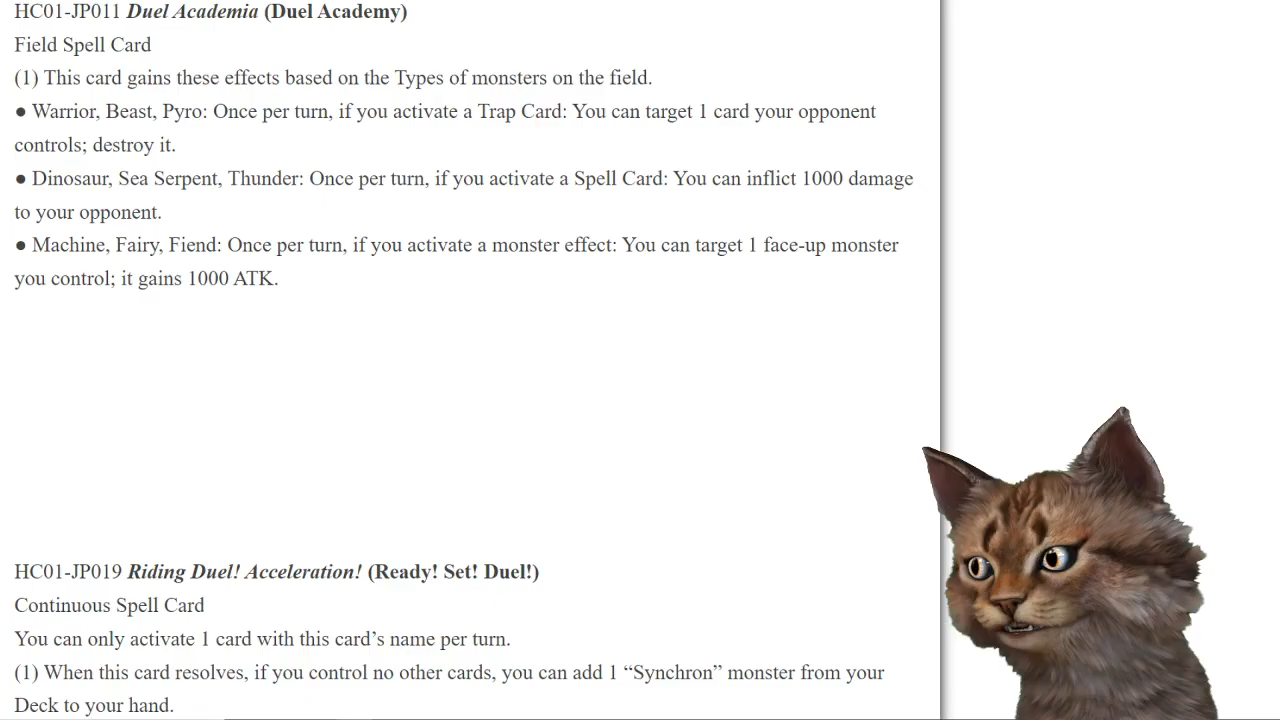 HC01-JP011 Duel Academia (Duel Academy)
Field Spell Card
(1) This card gains these effects based on the Types of monsters on the field.
● Warrior, Beast, Pyro: Once per turn, if you activate a Trap Card: You can target 1 card your opponent
controls; destroy it.
● Dinosaur, Sea Serpent, Thunder: Once per turn, if you activate a Spell Card: You can inflict 1000 damage
to your opponent.
● Machine, Fairy, Fiend: Once per turn, if you activate a monster effect: You can target 1 face-up monster
you control; it gains 1000 ATK.
HC01-JP019 Riding Duel! Acceleration! (Ready! Set! Duel!)
Continuous Spell Card
You can only activate 1 card with this card’s name per turn.
(1) When this card resolves, if you control no other cards, you can add 1 “Synchron” monster from your
Deck to your hand.